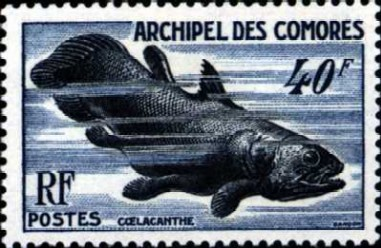 ARCHIPEL DES COMORES
40F
RF
POSTES
CŒLACANTHE